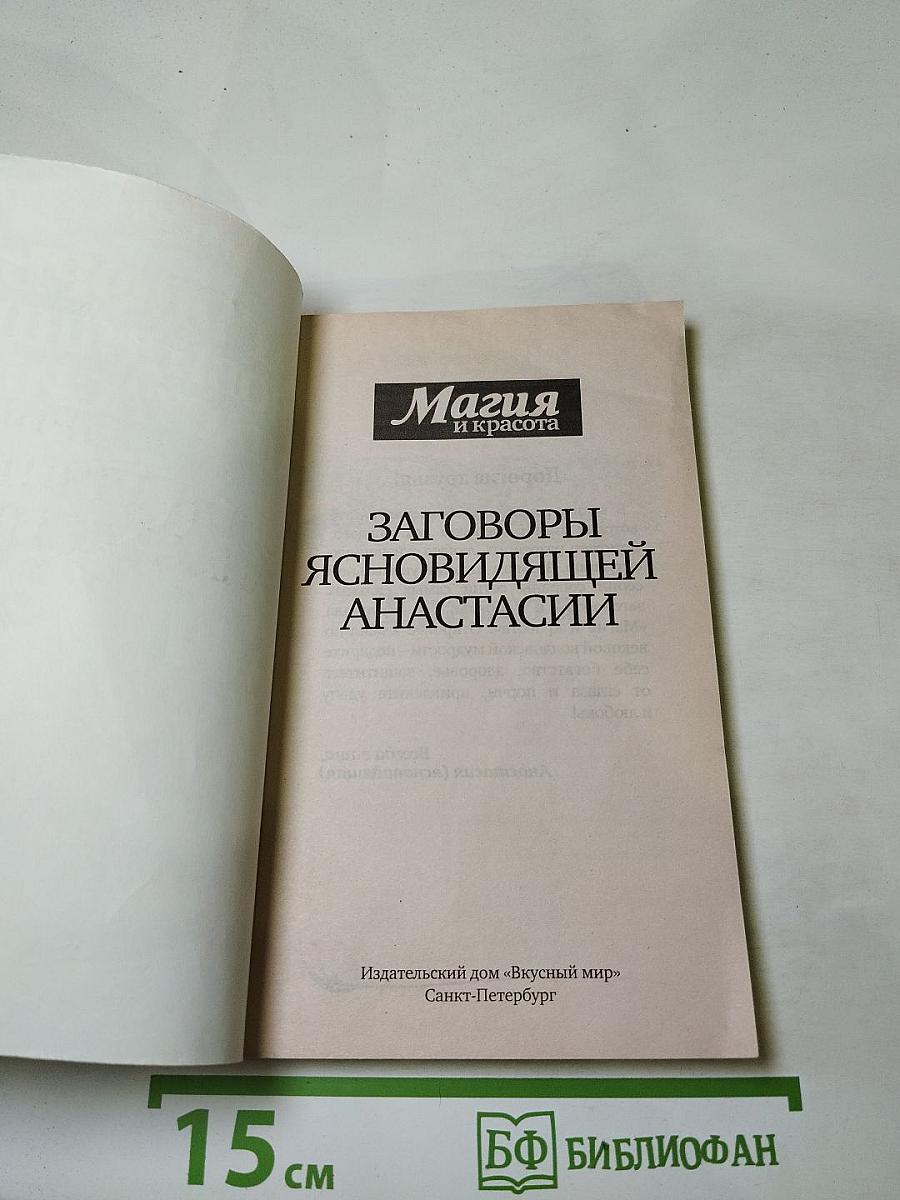 Магия
и красота
ЗАГОВОРЫ
ЯСНОВИДЯЩЕЙ
АНАСТАСИИ
Издательский дом «Вкусный мир»
Санкт-Петербург
15 см
БФ БИБЛИОФАН